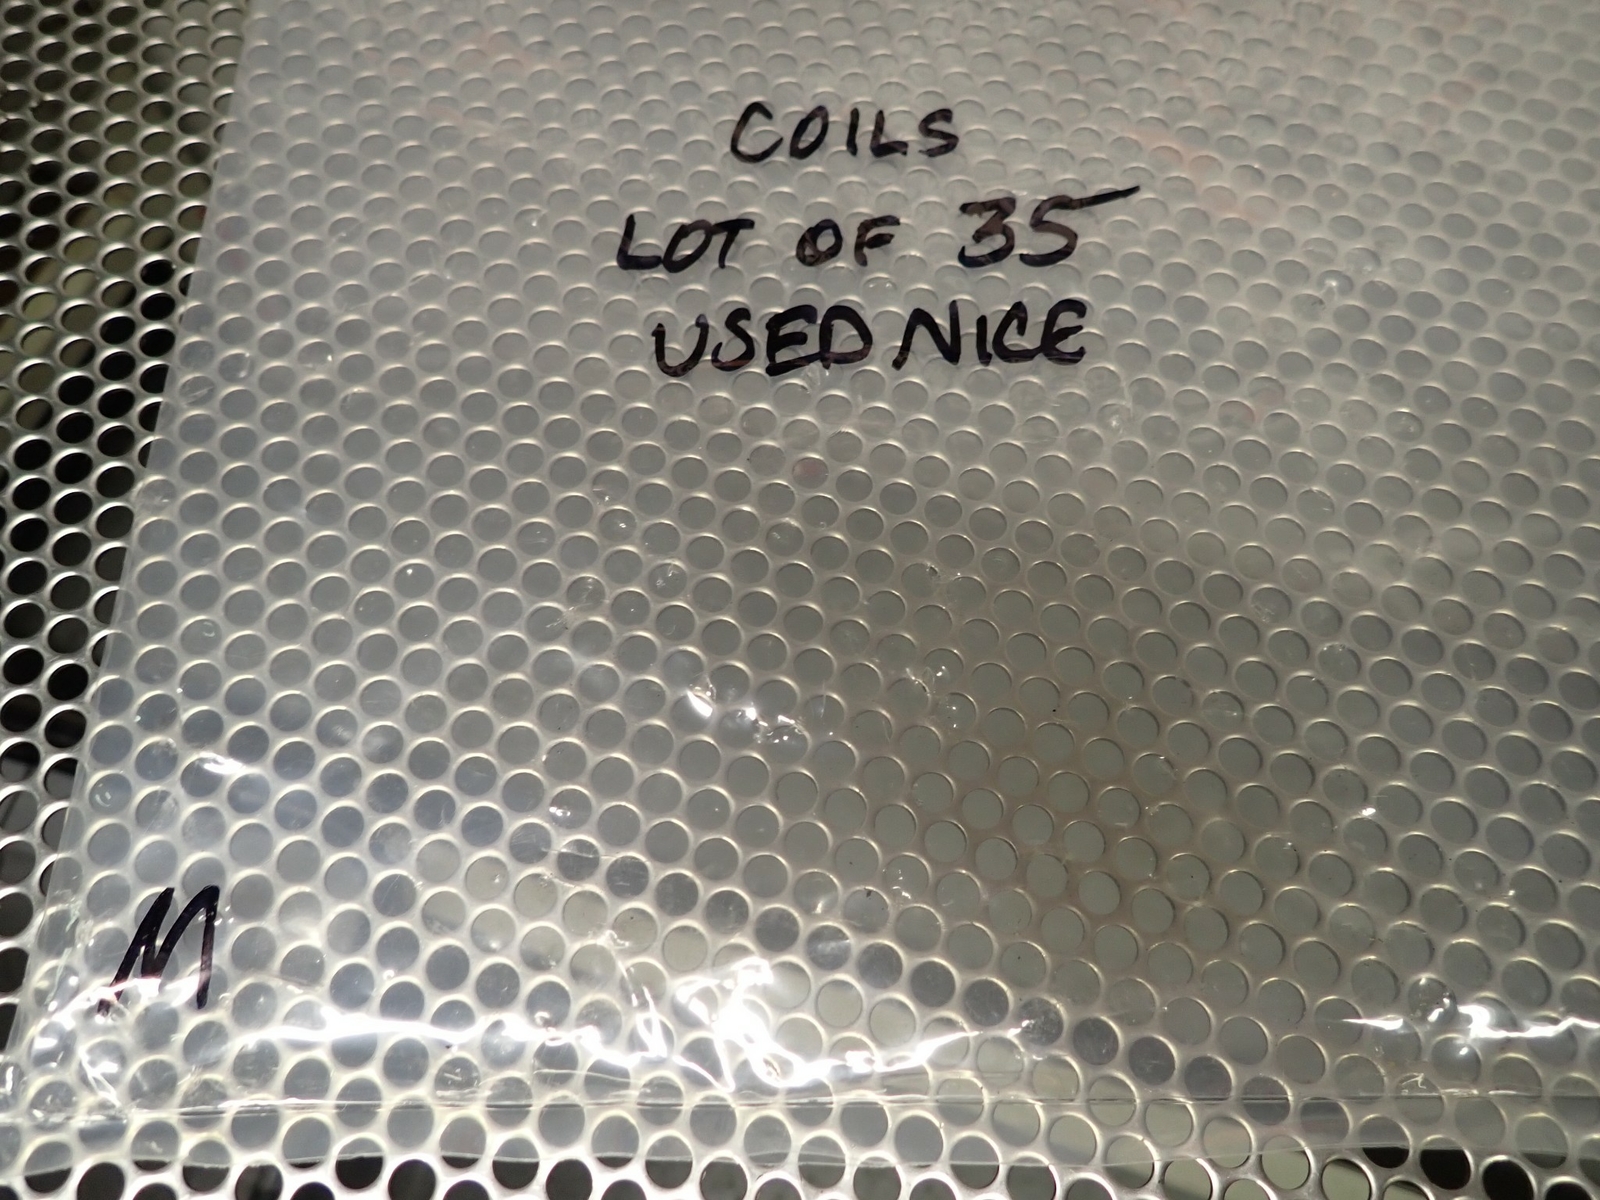 COILS
LOT OF 35
USED NICE
M